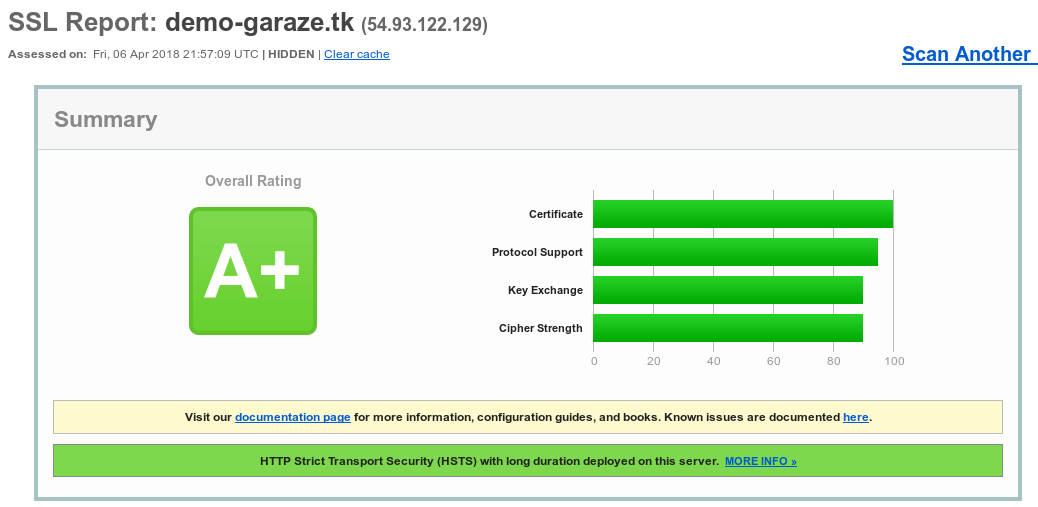 SSL Report: demo-garaze.tk (54.93.122.129)
Assessed on: Fri, 06 Apr 2018 21:57:09 UTC | HIDDEN | Clear cache
Scan Another
Summary
Overall Rating
A+
Certificate
Protocol Support
Key Exchange
Cipher Strength
0 20 40 60 80 100
Visit our documentation page for more information, configuration guides, and books. Known issues are documented here.
HTTP Strict Transport Security (HSTS) with long duration deployed on this server. MORE INFO »